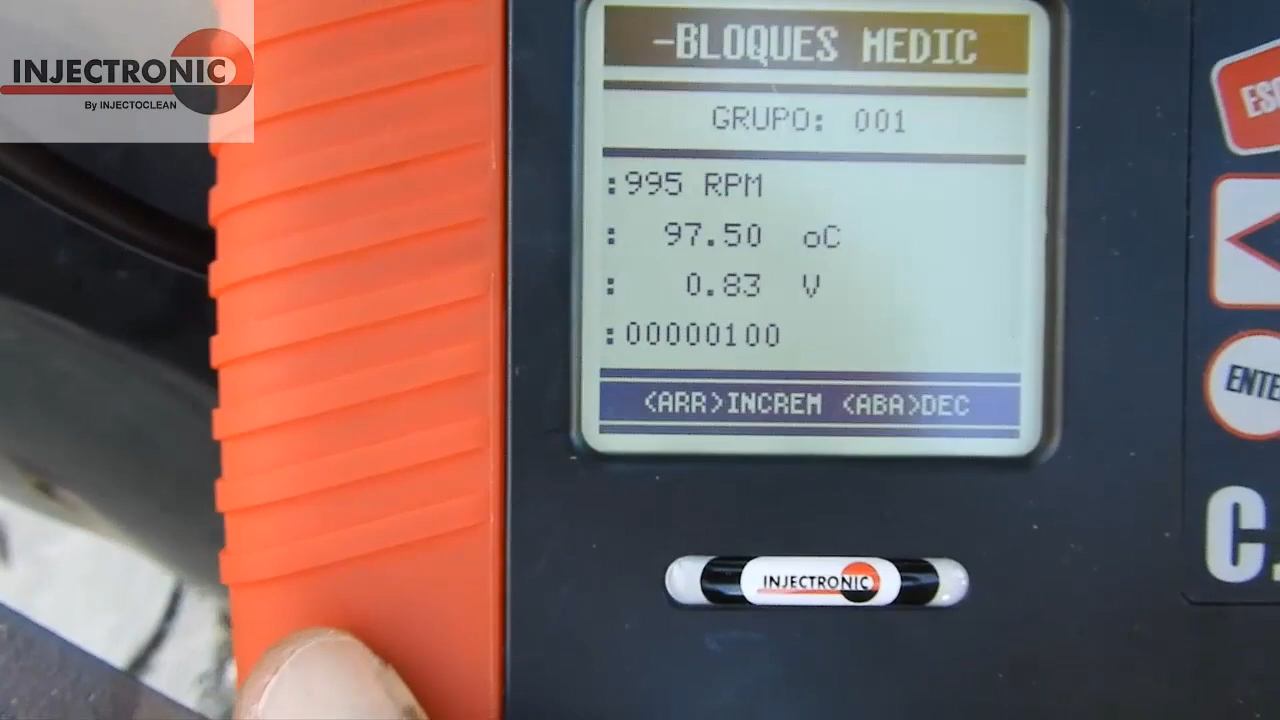 INJECTRONIC
By INJECTOCLEAN
-BLOQUES MEDIC
GRUPO: 001
:995 RPM
: 97.50 oC
: 0.83 V
:00000100
<ARR>INCREM <ABA>DEC
INJECTRONIC